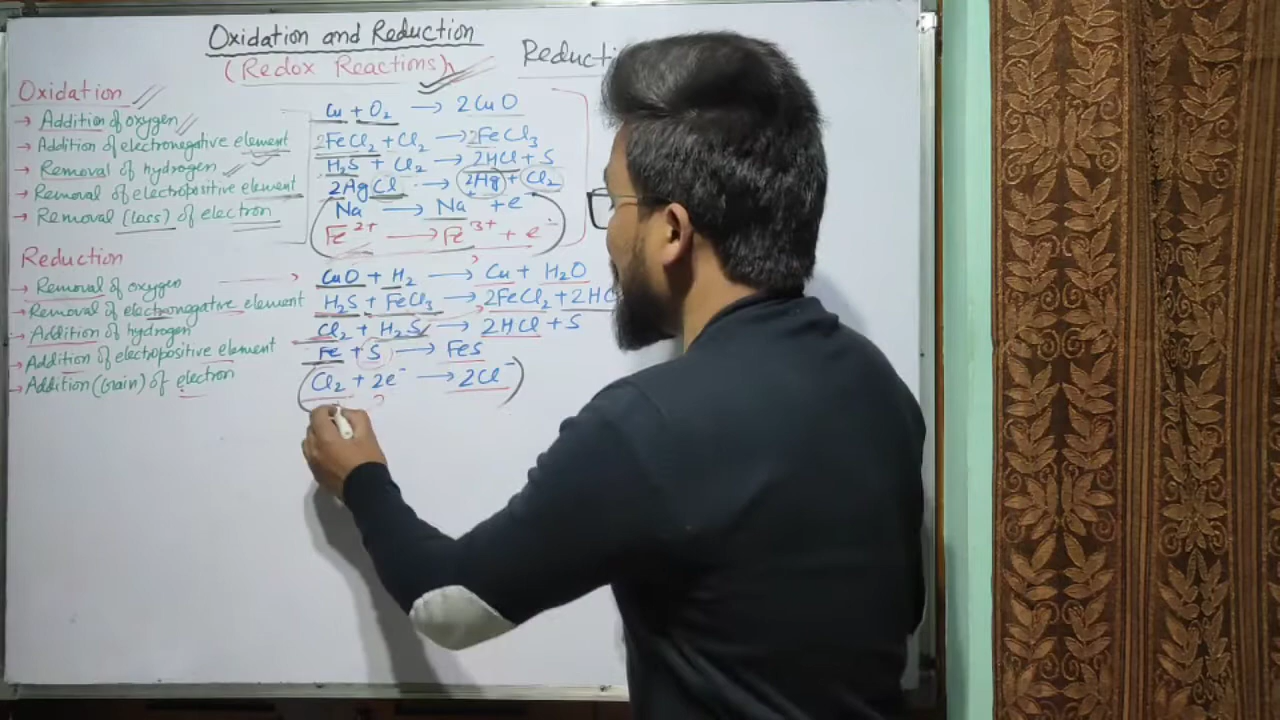 Oxidation and Reduction
(Redox Reactions)
Reducti
Oxidation
→ Addition of oxygen
→ Addition of electronegative element
→ Removal of hydrogen
→ Removal of electropositive element
→ Removal (loss) of electron
Cu + O₂ → 2CuO
2FeCl₂ + Cl₂ → 2FeCl₃
H₂S + Cl₂ → 2HCl + S
2AgCl → 2Ag + Cl₂
Na → Na⁺ + e⁻
Fe²⁺ → Fe³⁺ + e⁻
Reduction
→ Removal of oxygen
→ Removal of electronegative element
→ Addition of hydrogen
→ Addition of electropositive element
→ Addition (Gain) of electron
CuO + H₂ → Cu + H₂O
H₂S + FeCl₃ → 2FeCl₂ + 2HC
Cl₂ + H₂S → 2HCl + S
Fe + S → FeS
Cl₂ + 2e⁻ → 2Cl⁻